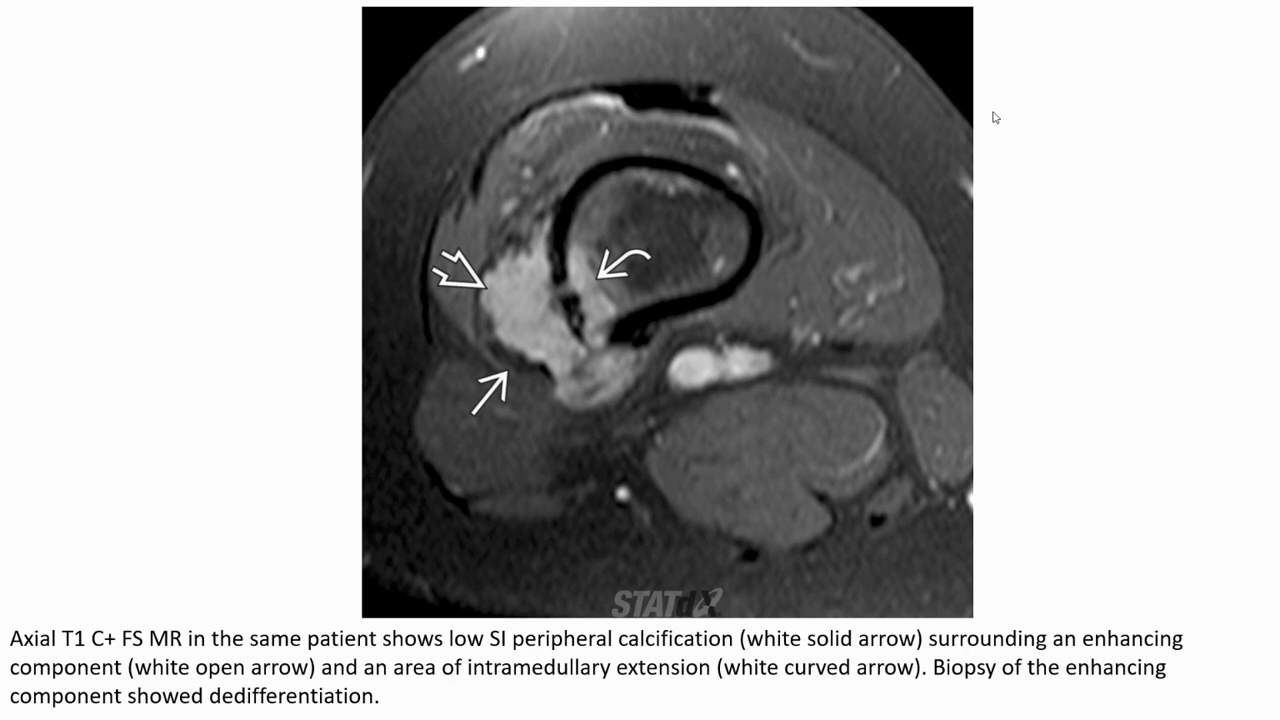 STATdx
Axial T1 C+ FS MR in the same patient shows low SI peripheral calcification (white solid arrow) surrounding an enhancing
component (white open arrow) and an area of intramedullary extension (white curved arrow). Biopsy of the enhancing
component showed dedifferentiation.